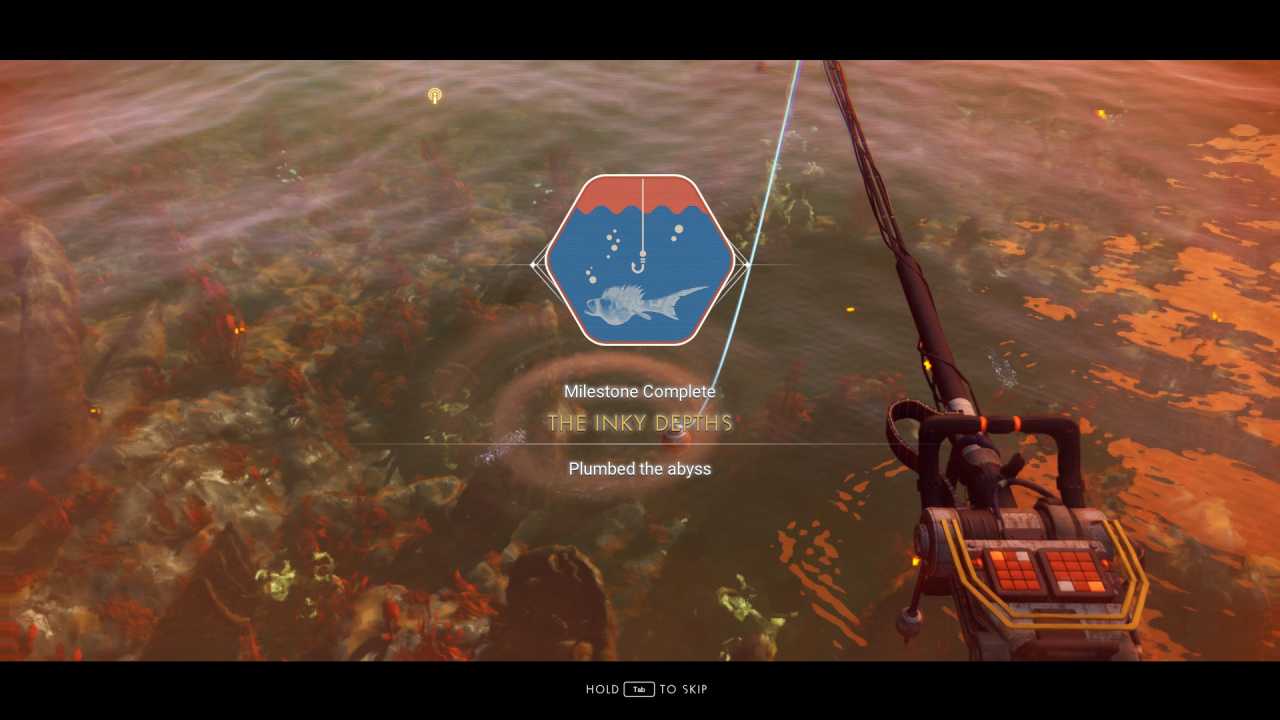 Milestone Complete
THE INKY DEPTHS
Plumbed the abyss
HOLD Tab TO SKIP